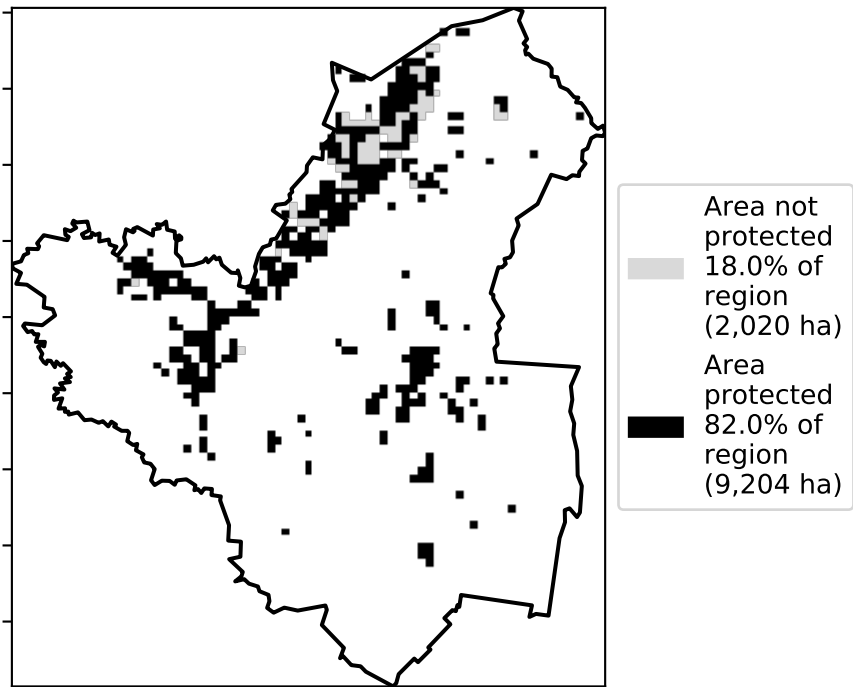 Area not
protected
18.0% of
region
(2,020 ha)
Area
protected
82.0% of
region
(9,204 ha)